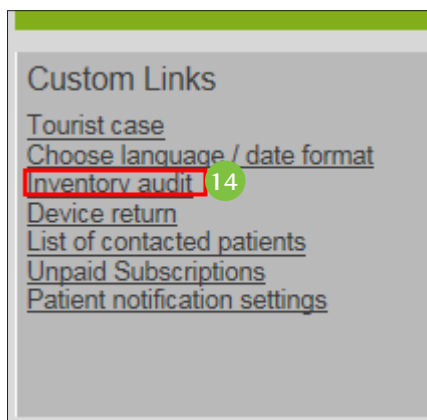 Custom Links
Tourist case
Choose language / date format
Inventory audit 14
Device return
List of contacted patients
Unpaid Subscriptions
Patient notification settings